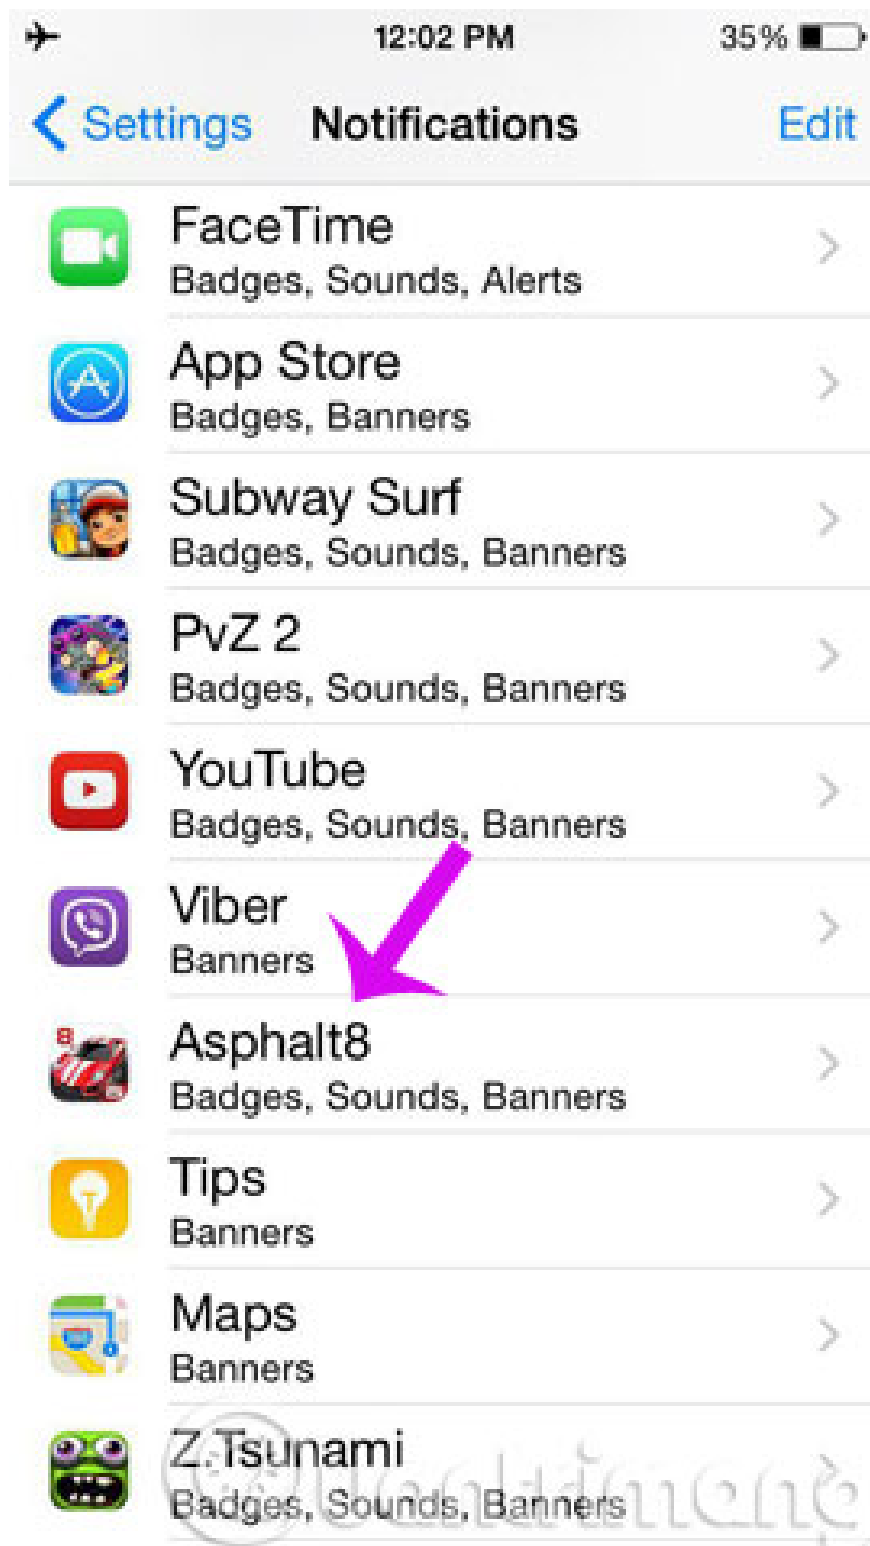 12:02 PM
35%
Settings
Notifications
Edit
FaceTime
Badges, Sounds, Alerts
App Store
Badges, Banners
Subway Surf
Badges, Sounds, Banners
PvZ 2
Badges, Sounds, Banners
YouTube
Badges, Sounds, Banners
Viber
Banners
8
Asphalt8
Badges, Sounds, Banners
Tips
Banners
Maps
Banners
Z.Tsunami
Badges, Sounds, Banners